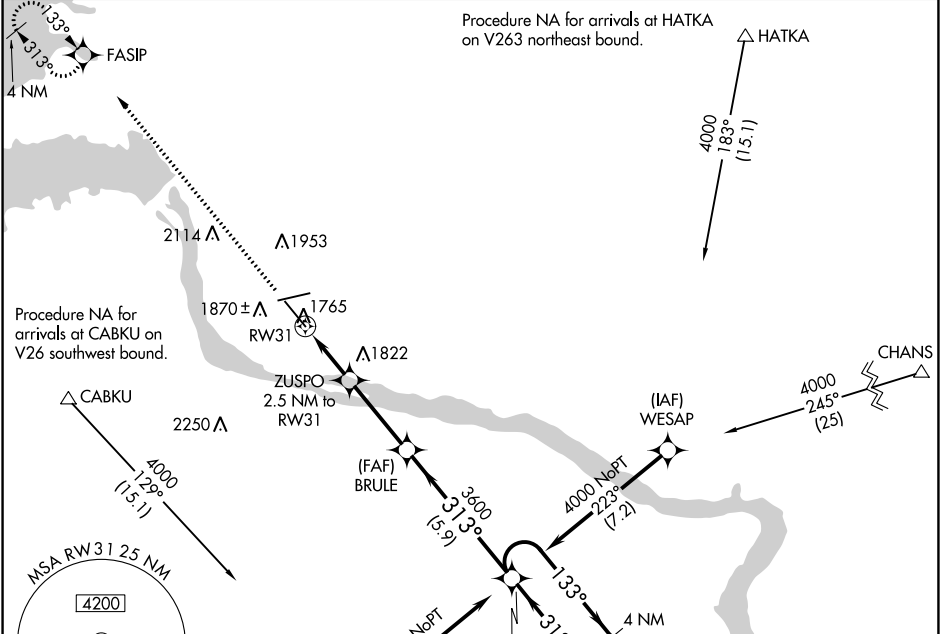 133°
313°
4 NM
FASIP
Procedure NA for arrivals at HATKA
on V263 northeast bound.
HATKA
4000
183°
(15.1)
2114
1953
1870 ±
1765
RW31
Procedure NA for
arrivals at CABKU on
V26 southwest bound.
1822
ZUSPO
2.5 NM to
RW31
CHANS
4000
245°
(25)
CABKU
4000
129°
(15.1)
2250
(IAF)
WESAP
(FAF)
BRULE
4000 NoPT
223°
(7.2)
3600
313°
(5.9)
MSA RW31 25 NM
4200
NoPT
133°
4 NM